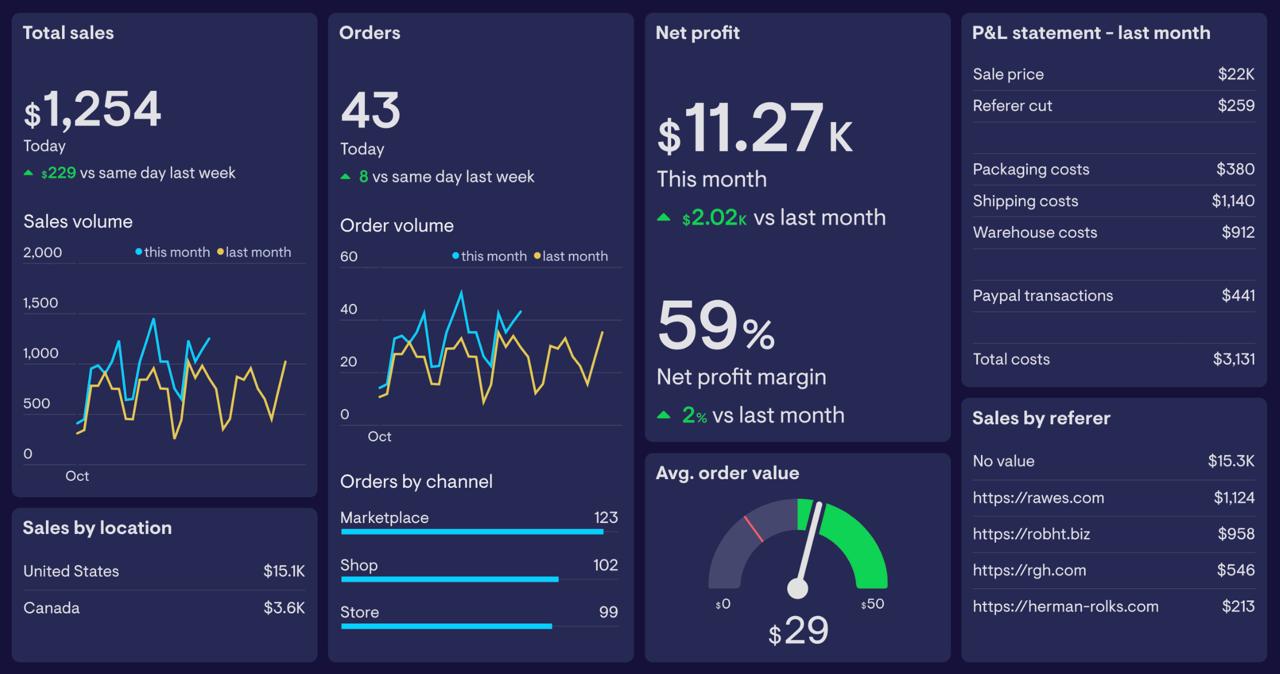 Total sales
$1,254
Today
$229 vs same day last week
Sales volume
this month last month
2,000
1,500
1,000
500
0
Oct
Sales by location
United States $15.1K
Canada $3.6K
Orders
43
Today
8 vs same day last week
Order volume
this month last month
60
40
20
0
Oct
Orders by channel
Marketplace 123
Shop 102
Store 99
Net profit
$11.27K
This month
$2.02K vs last month
59%
Net profit margin
2% vs last month
Avg. order value
$0 $50
$29
P&L statement - last month
Sale price $22K
Referer cut $259
Packaging costs $380
Shipping costs $1,140
Warehouse costs $912
Paypal transactions $441
Total costs $3,131
Sales by referer
No value $15.3K
https://rawes.com $1,124
https://robht.biz $958
https://rgh.com $546
https://herman-rolks.com $213